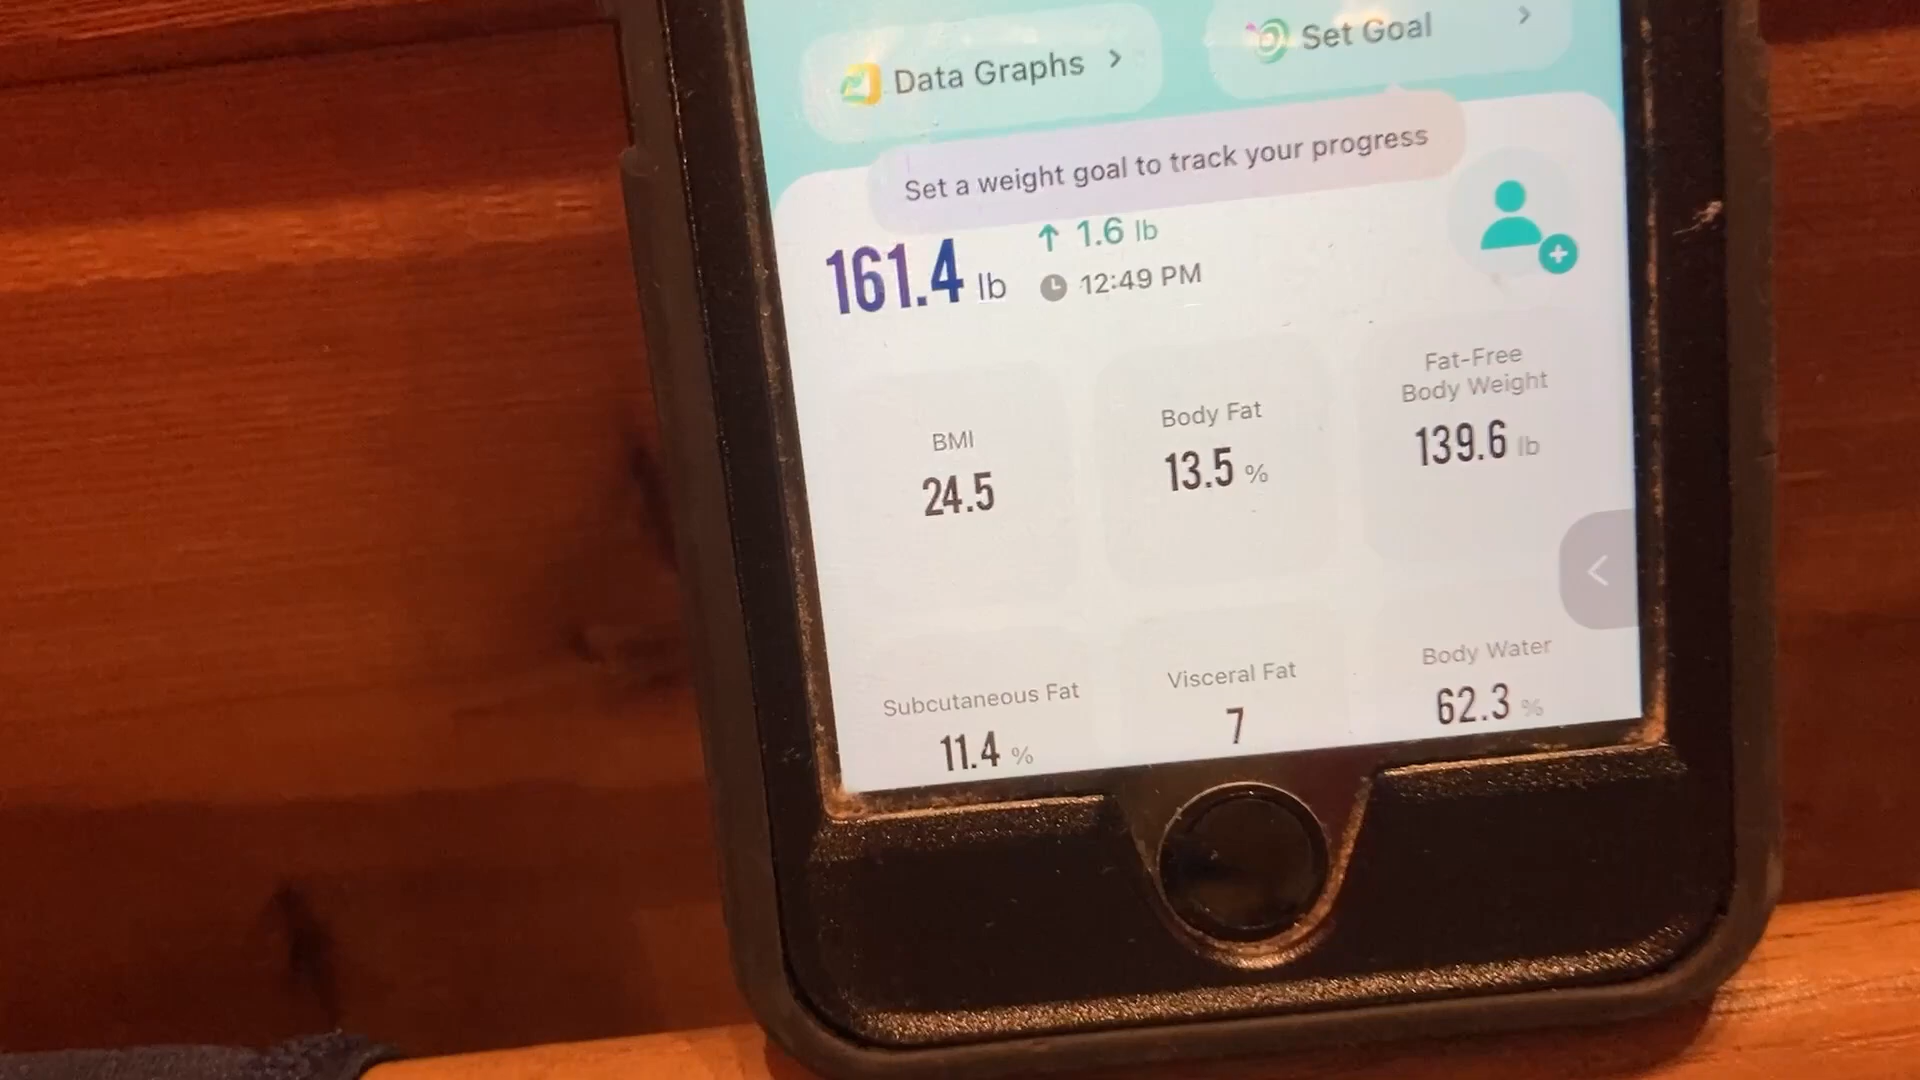 Data Graphs >
Set Goal >
Set a weight goal to track your progress
161.4 lb
↑ 1.6 lb
12:49 PM
BMI
24.5
Body Fat
13.5 %
Fat-Free
Body Weight
139.6 lb
Subcutaneous Fat
11.4 %
Visceral Fat
7
Body Water
62.3 %